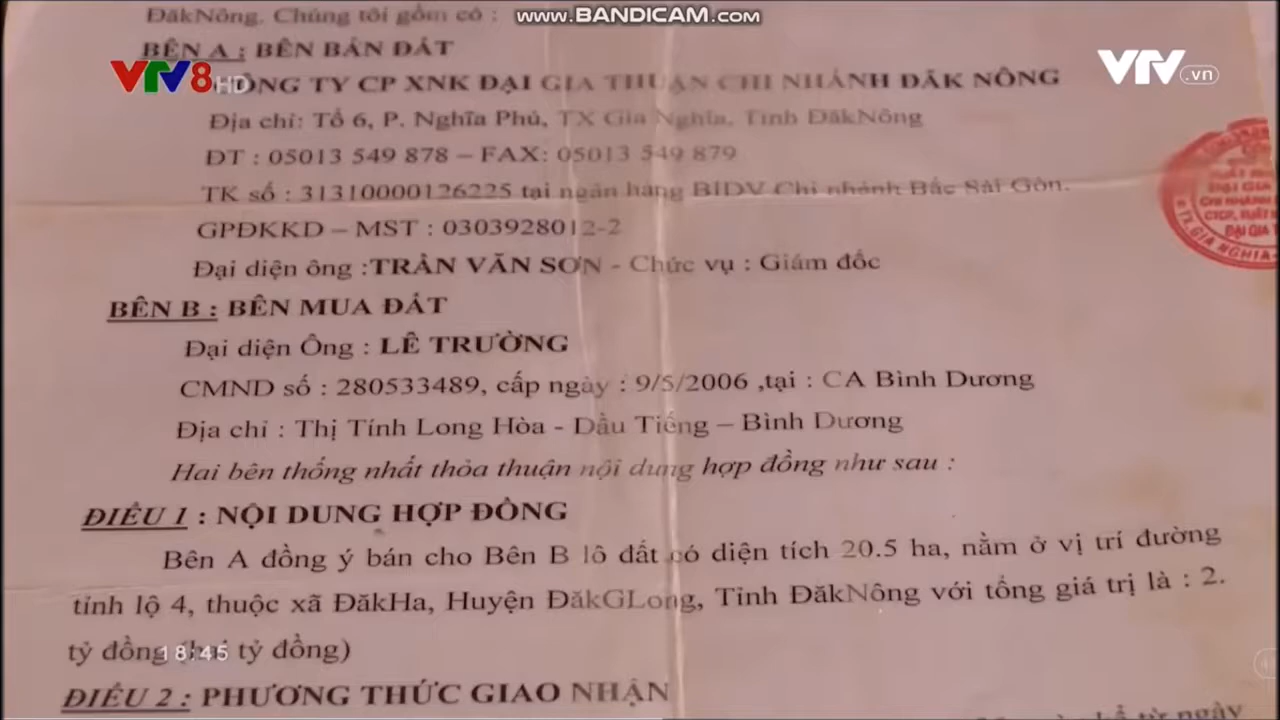 www.BANDICAM.com
ĐăkNông. Chúng tôi gồm có :
BÊN A : BÊN BÁN ĐẤT
VTV8 HD
VTV.vn
CÔNG TY CP XNK ĐẠI GIA THUẬN CHI NHÁNH ĐĂK NÔNG
Địa chỉ: Tổ 6, P. Nghĩa Phú, TX Gia Nghĩa, Tỉnh ĐăkNông
ĐT : 05013 549 878 – FAX: 05013 549 879
TK số : 31310000126225 tại ngân hàng BIDV Chi nhánh Bắc Sài Gòn.
GPĐKKD – MST : 0303928012-2
Đại diện ông :TRẦN VĂN SƠN - Chức vụ : Giám đốc
BÊN B : BÊN MUA ĐẤT
Đại diện Ông : LÊ TRƯỜNG
CMND số : 280533489, cấp ngày : 9/5/2006 ,tại : CA Bình Dương
Địa chỉ : Thị Tính Long Hòa - Dầu Tiếng – Bình Dương
Hai bên thống nhất thỏa thuận nội dung hợp đồng như sau :
ĐIỀU 1 : NỘI DUNG HỢP ĐỒNG
Bên A đồng ý bán cho Bên B lô đất có diện tích 20.5 ha, nằm ở vị trí đường
tỉnh lộ 4, thuộc xã ĐăkHa, Huyện ĐăkGLong, Tỉnh ĐăkNông với tổng giá trị là : 2.
tỷ đồng tỷ đồng)
18:45
ĐIỀU 2 : PHƯƠNG THỨC GIAO NHẬN
kể từ ngày